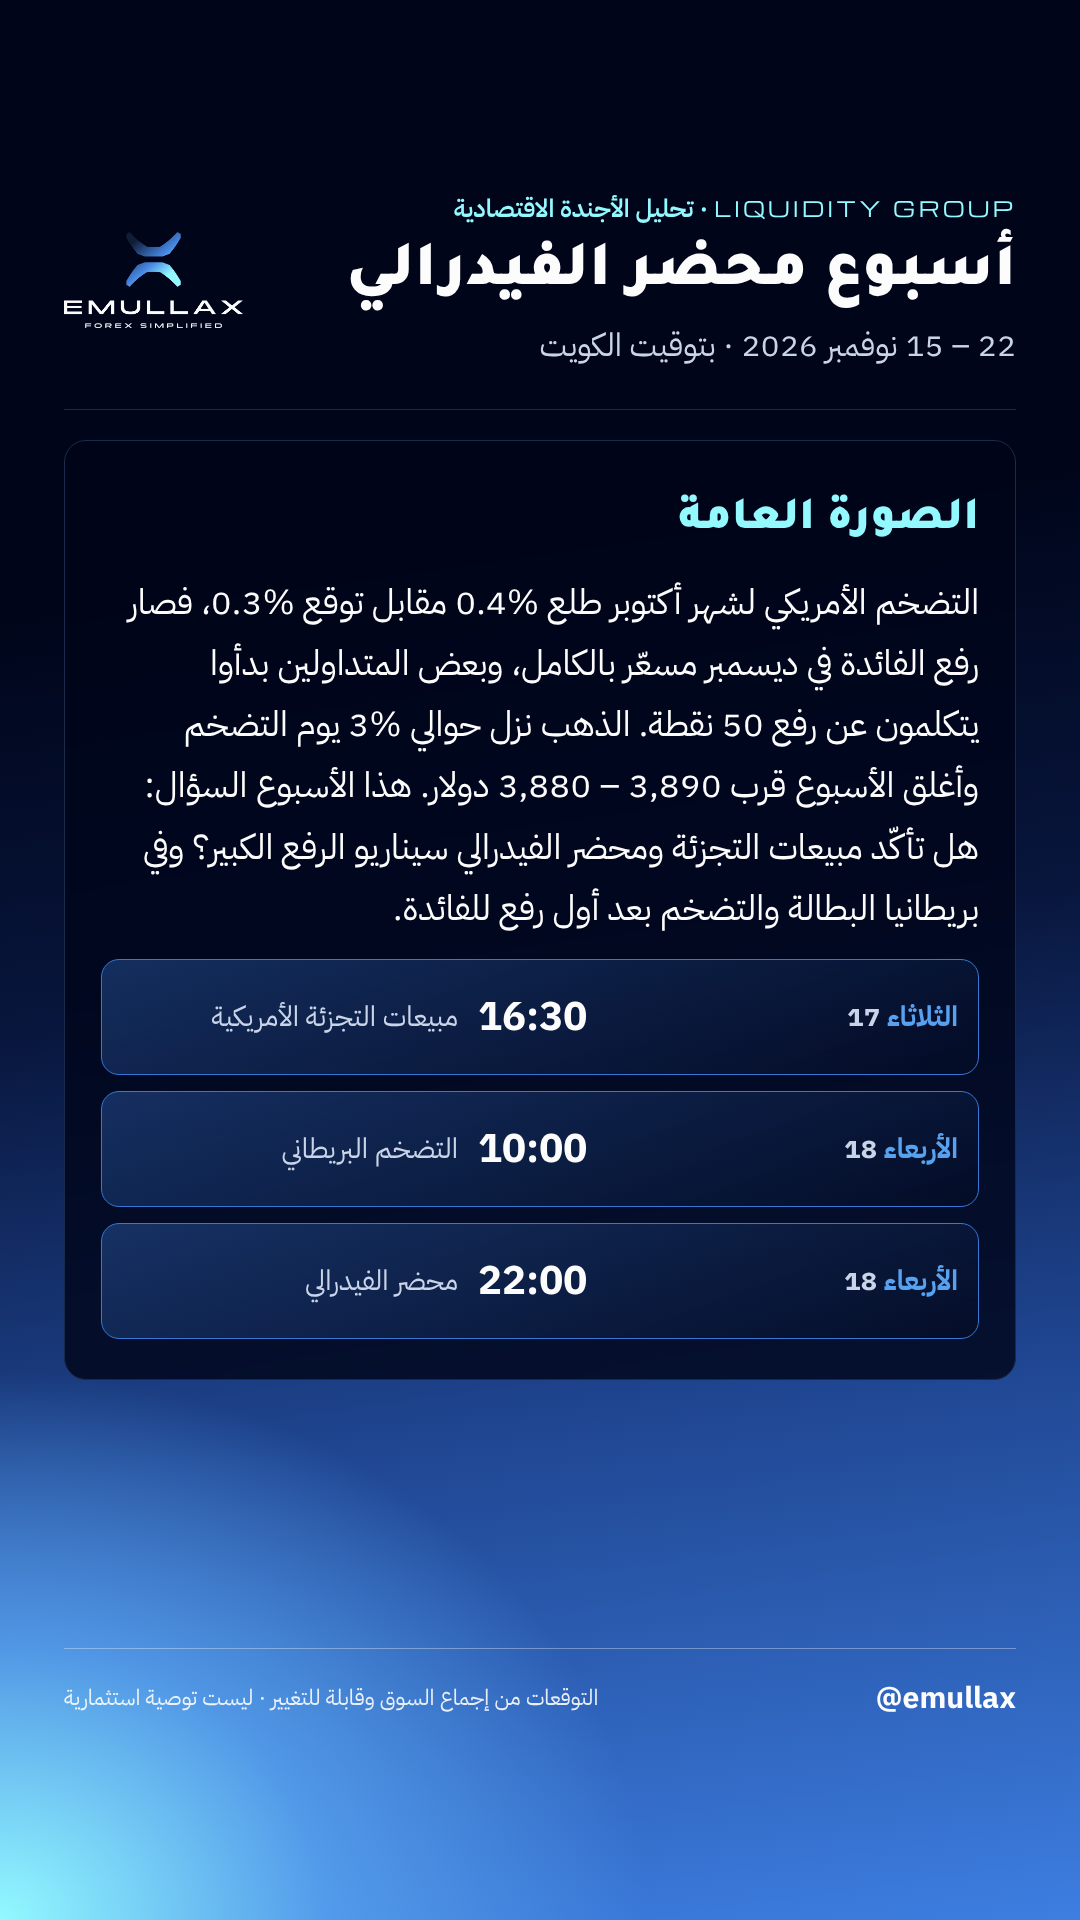 LIQUIDITY GROUP · تحليل الأجندة الاقتصادية
أسبوع محضر الفيدرالي
22 – 15 نوفمبر 2026 · بتوقيت الكويت
EMULLAX
FOREX SIMPLIFIED
الصورة العامة
التضخم الأمريكي لشهر أكتوبر طلع 0.4% مقابل توقع 0.3%، فصار
رفع الفائدة في ديسمبر مسعّر بالكامل، وبعض المتداولين بدأوا
يتكلمون عن رفع 50 نقطة. الذهب نزل حوالي 3% يوم التضخم
وأغلق الأسبوع قرب 3,890 – 3,880 دولار. هذا الأسبوع السؤال:
هل تأكّد مبيعات التجزئة ومحضر الفيدرالي سيناريو الرفع الكبير؟ وفي
بريطانيا البطالة والتضخم بعد أول رفع للفائدة.
الثلاثاء 17 16:30 مبيعات التجزئة الأمريكية
الأربعاء 18 10:00 التضخم البريطاني
الأربعاء 18 22:00 محضر الفيدرالي
@emullax
التوقعات من إجماع السوق وقابلة للتغيير · ليست توصية استثمارية